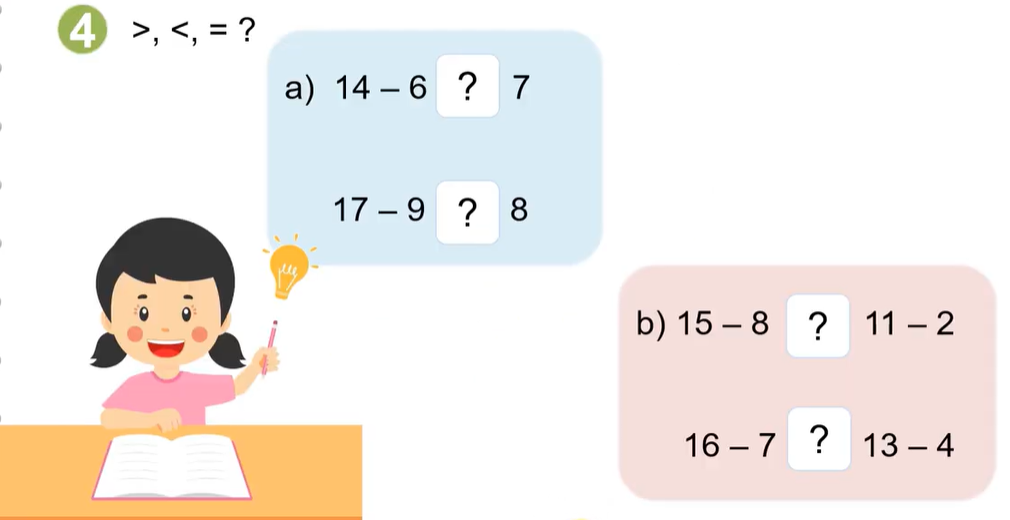 4 >, <, = ?
a) 14 – 6 ? 7
17 – 9 ? 8
b) 15 – 8 ? 11 – 2
16 – 7 ? 13 – 4